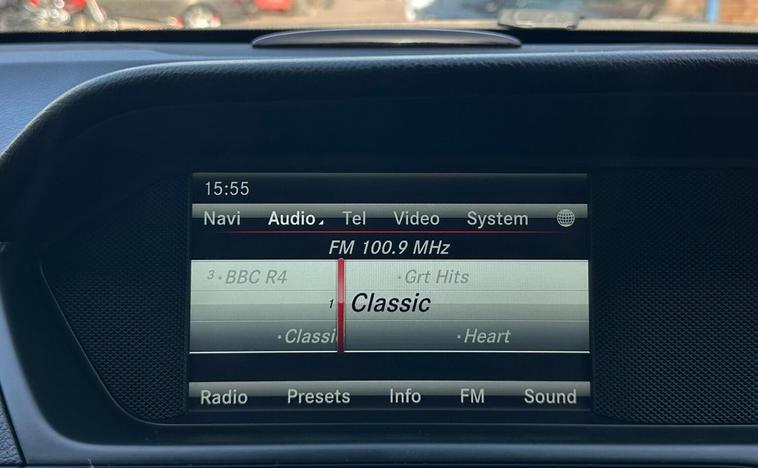 15:55
Navi Audio Tel Video System
FM 100.9 MHz
3 · BBC R4 · Grt Hits
1 Classic
· Classi · Heart
Radio Presets Info FM Sound